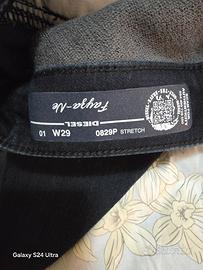 Fayza-Ne
DIESEL
01 W29 0829P STRETCH
Galaxy S24 Ultra